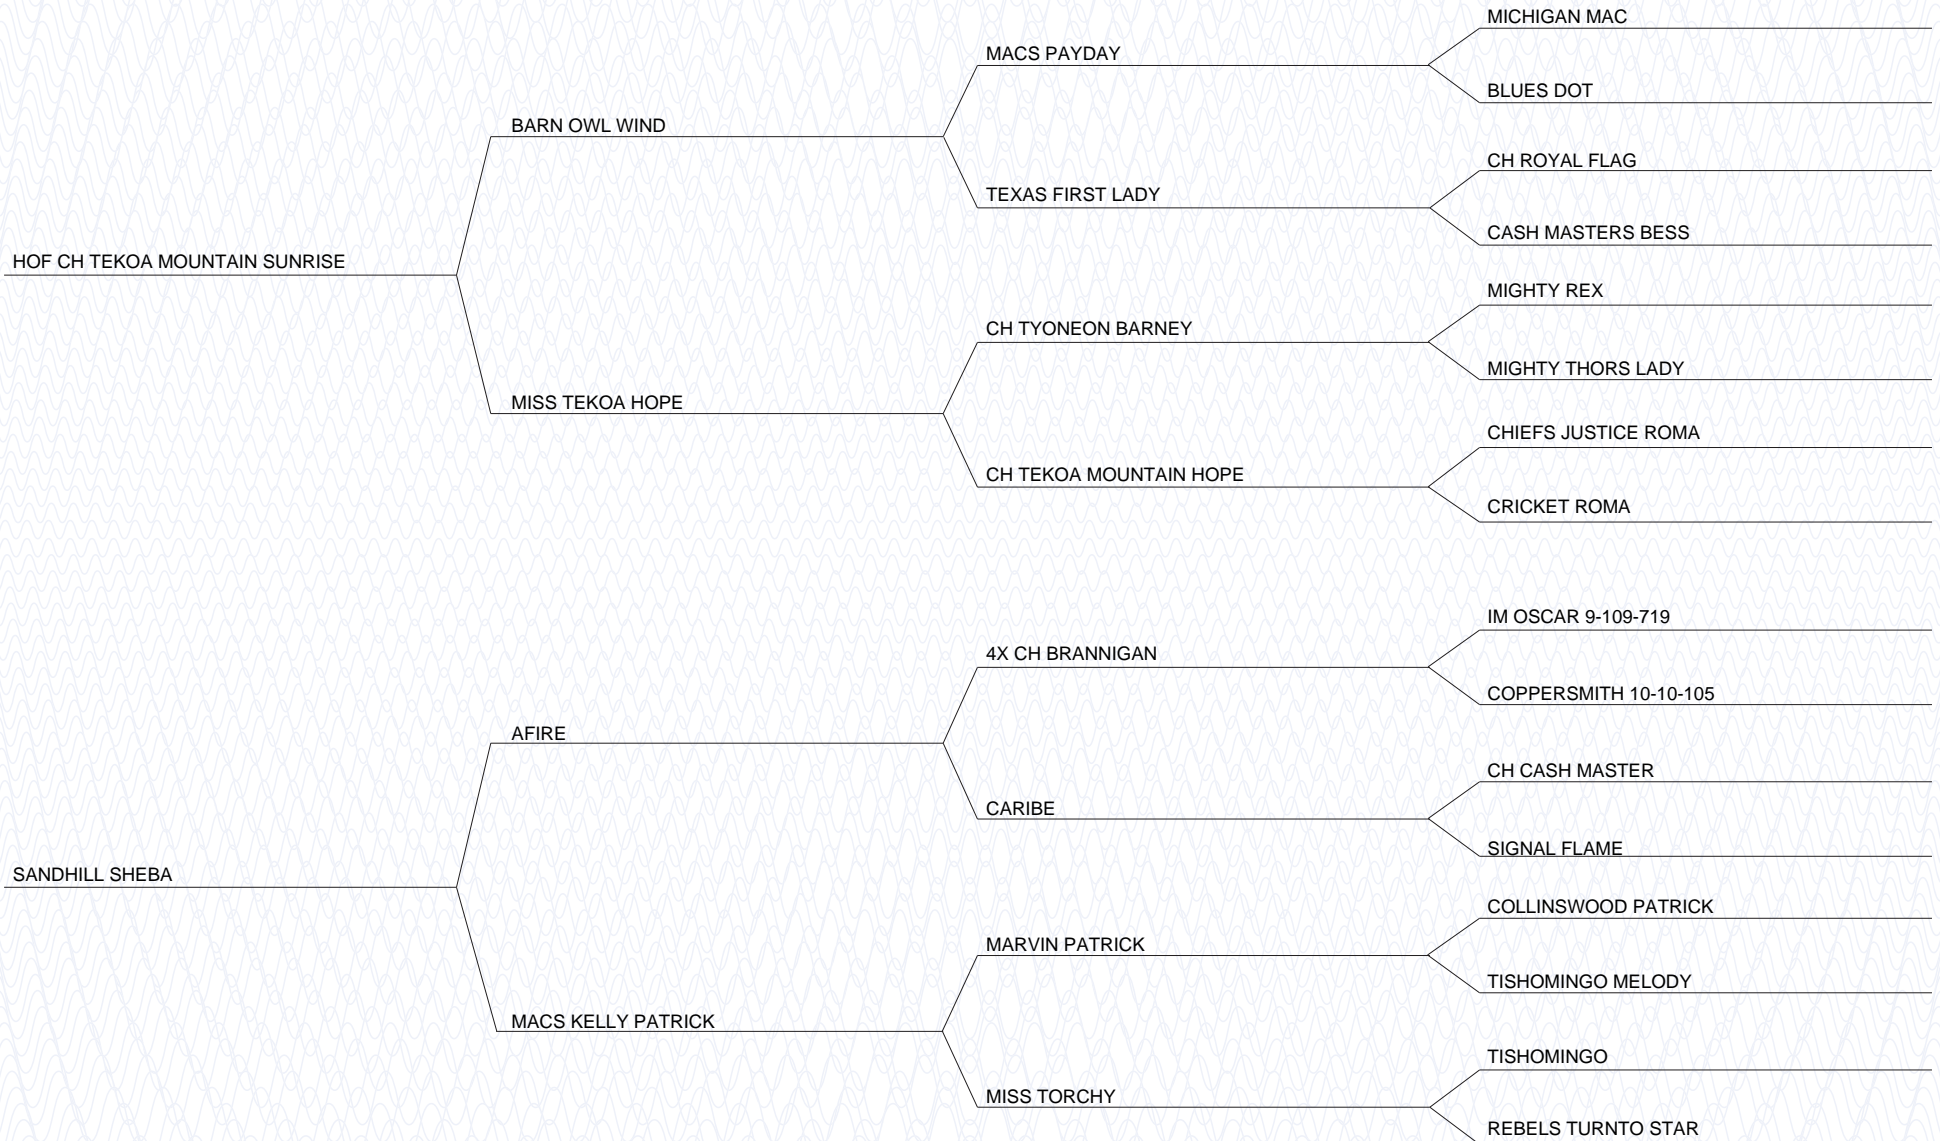 MICHIGAN MAC
MACS PAYDAY
BLUES DOT
BARN OWL WIND
CH ROYAL FLAG
TEXAS FIRST LADY
CASH MASTERS BESS
HOF CH TEKOA MOUNTAIN SUNRISE
MIGHTY REX
CH TYONEON BARNEY
MIGHTY THORS LADY
MISS TEKOA HOPE
CHIEFS JUSTICE ROMA
CH TEKOA MOUNTAIN HOPE
CRICKET ROMA
IM OSCAR 9-109-719
4X CH BRANNIGAN
COPPERSMITH 10-10-105
AFIRE
CH CASH MASTER
CARIBE
SIGNAL FLAME
SANDHILL SHEBA
COLLINSWOOD PATRICK
MARVIN PATRICK
TISHOMINGO MELODY
MACS KELLY PATRICK
TISHOMINGO
MISS TORCHY
REBELS TURNTO STAR